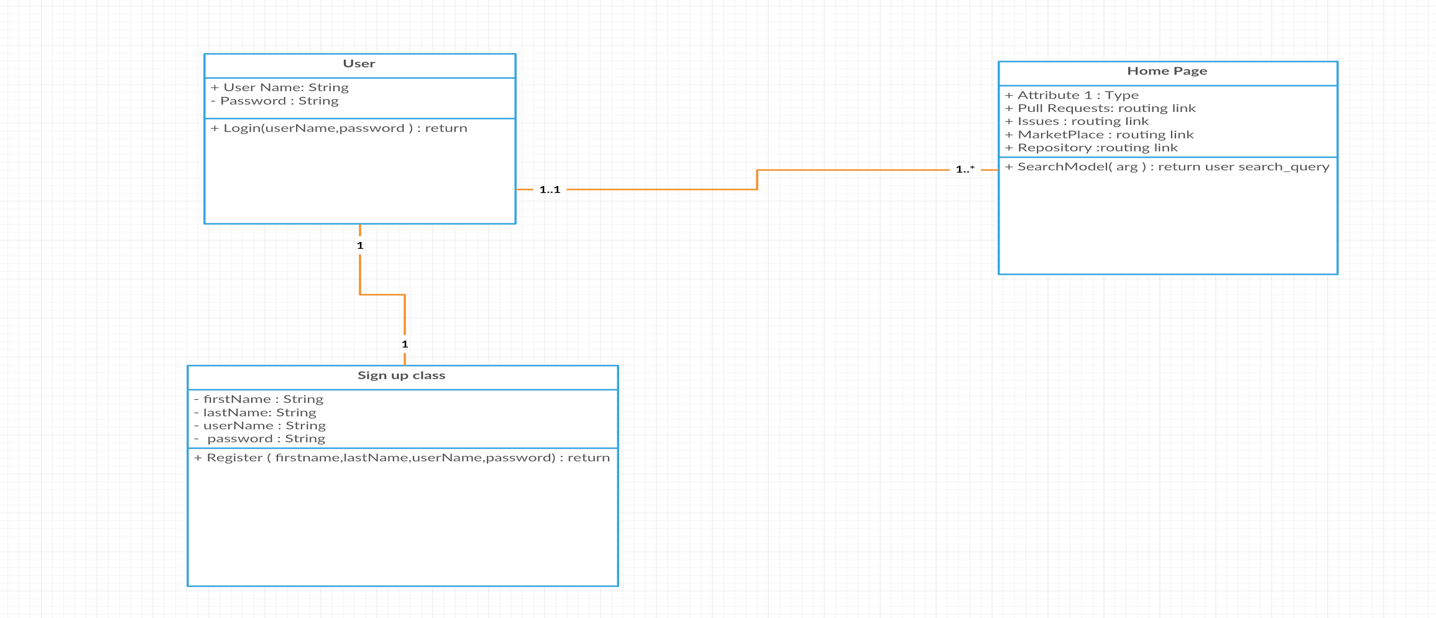 User
+ User Name: String
- Password : String
+ Login(userName,password ) : return
1..1
1
1
Home Page
+ Attribute 1 : Type
+ Pull Requests: routing link
+ Issues : routing link
+ MarketPlace : routing link
+ Repository :routing link
+ SearchModel( arg ) : return user search_query
1..*
Sign up class
- firstName : String
- lastName: String
- userName : String
-  password : String
+ Register ( firstname,lastName,userName,password) : return